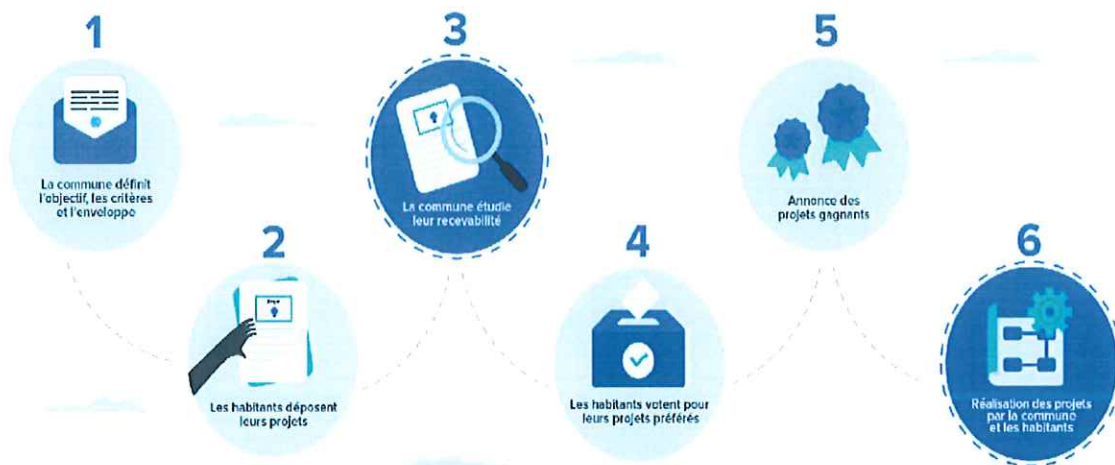 1
La commune définit
l'objectif, les critères
et l'enveloppe
2
Les habitants déposent
leurs projets
3
La commune étudie
leur recevabilité
4
Les habitants votent pour
leurs projets préférés
5
Annonce des
projets gagnants
6
Réalisation des projets
par la commune
et les habitants